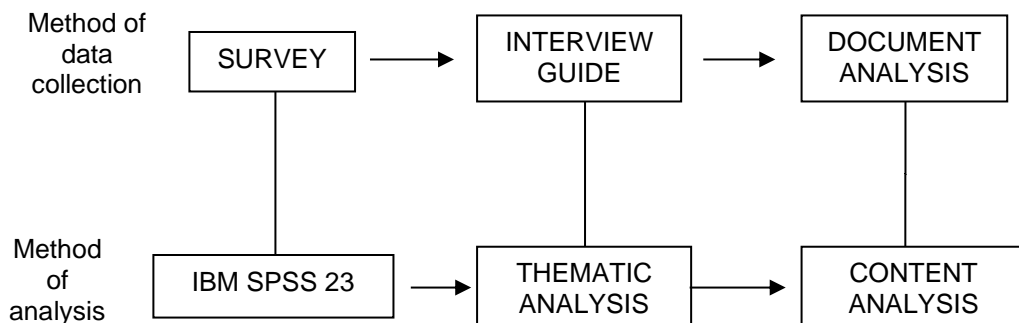 Method of
data
collection
SURVEY
INTERVIEW
GUIDE
DOCUMENT
ANALYSIS
Method
of
analysis
IBM SPSS 23
THEMATIC
ANALYSIS
CONTENT
ANALYSIS